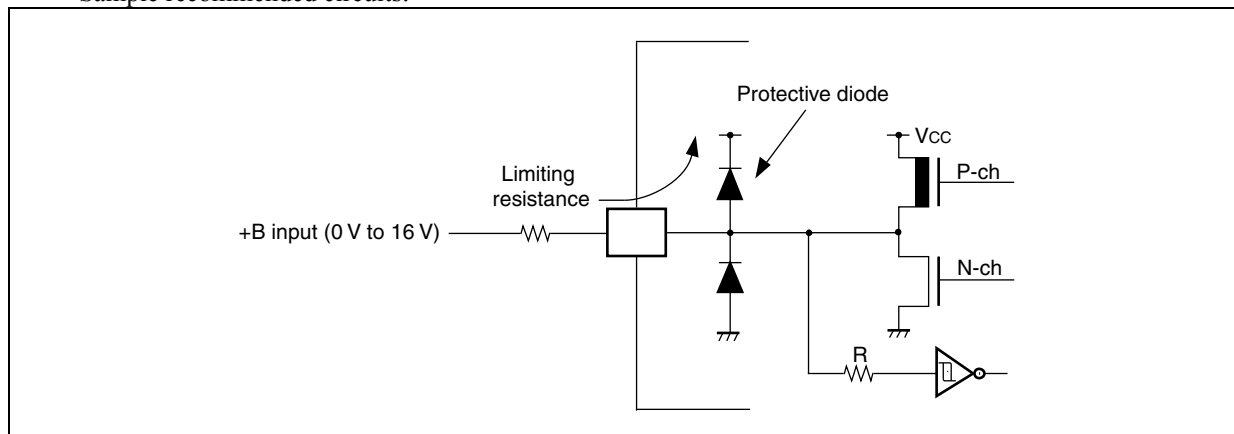 Sample recommended circuits:
Protective diode
VCC
P-ch
Limiting
resistance
+B input (0 V to 16 V)
N-ch
R